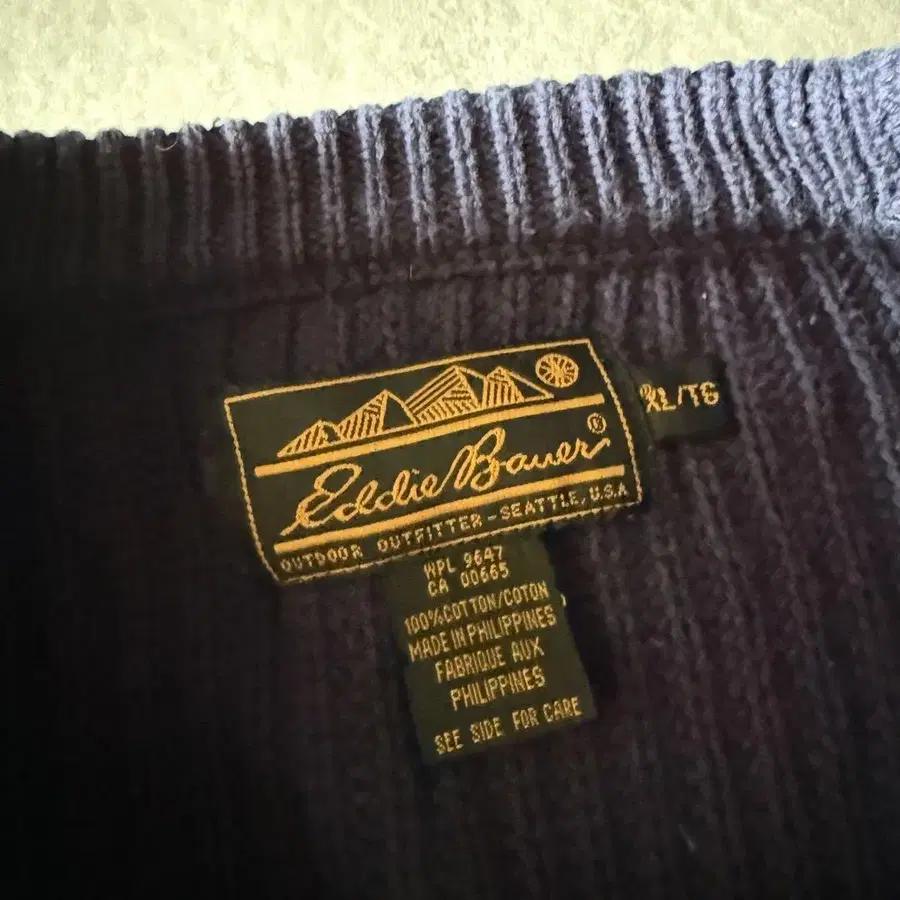 Eddie Bauer®
OUTDOOR OUTFITTER-SEATTLE, U.S.A
XL/TG
WPL 9647
CA 00665
100%COTTON/COTON
MADE IN PHILIPPINES
FABRIQUE AUX
PHILIPPINES
SEE SIDE FOR CARE